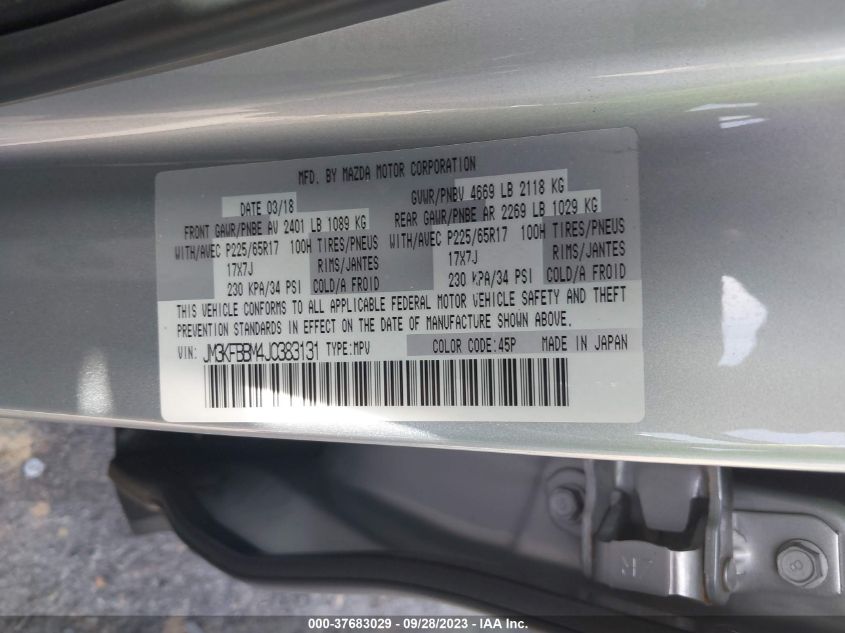 MFD. BY MAZDA MOTOR CORPORATION
DATE 03/18 GVWR/PNBV 4669 LB 2118 KG
FRONT GAWR/PNBE AV 2401 LB 1089 KG REAR GAWR/PNBE AR 2269 LB 1029 KG
WITH/AVEC P225/65R17 100H TIRES/PNEUS WITH/AVEC P225/65R17 100H TIRES/PNEUS
17X7J RIMS/JANTES 17X7J RIMS/JANTES
230 KPA/34 PSI COLD/A FROID 230 KPA/34 PSI COLD/A FROID
THIS VEHICLE CONFORMS TO ALL APPLICABLE FEDERAL MOTOR VEHICLE SAFETY AND THEFT
PREVENTION STANDARDS IN EFFECT ON THE DATE OF MANUFACTURE SHOWN ABOVE.
VIN: JM3KFBBM4J0383131 TYPE:MPV COLOR CODE:45P MADE IN JAPAN
000-37683029 - 09/28/2023 - IAA Inc.